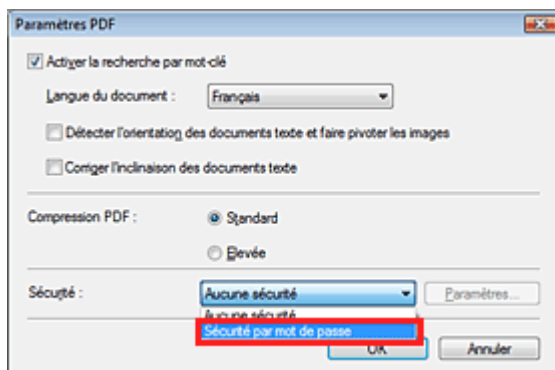 Paramètres PDF
Activer la recherche par mot-clé
Langue du document : Français
Détecter l'orientation des documents texte et faire pivoter les images
Corriger l'inclinaison des documents texte
Compression PDF : Standard
Élevée
Sécurité : Aucune sécurité Paramètres...
Aucune sécurité
Sécurité par mot de passe
OK Annuler